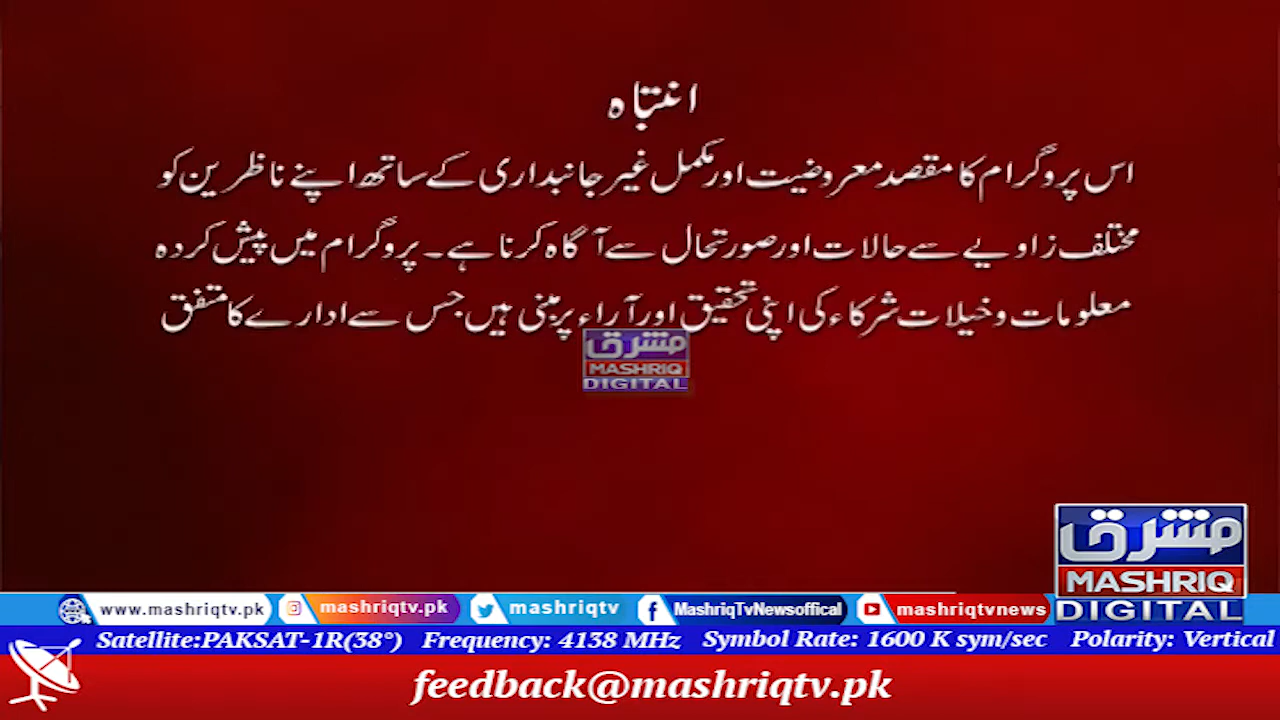 انتباہ
اس پروگرام کا مقصد معروضیت اور مکمل غیر جانبداری کے ساتھ اپنے ناظرین کو
مختلف زاویے سے حالات اور صورتحال سے آگاہ کرنا ہے۔ پروگرام میں پیش کردہ
معلومات و خیلات شرکاء کی اپنی تحقیق اور آراء پر مبنی ہیں جس سے ادارے کا متفق
مشرق
MASHRIQ
DIGITAL
مشرق
MASHRIQ
DIGITAL
www.mashriqtv.pk mashriqtv.pk mashriqtv MashriqTvNewsoffical mashriqtvnews
Satellite:PAKSAT-1R(38°) Frequency: 4138 MHz Symbol Rate: 1600 K sym/sec Polarity: Vertical
feedback@mashriqtv.pk